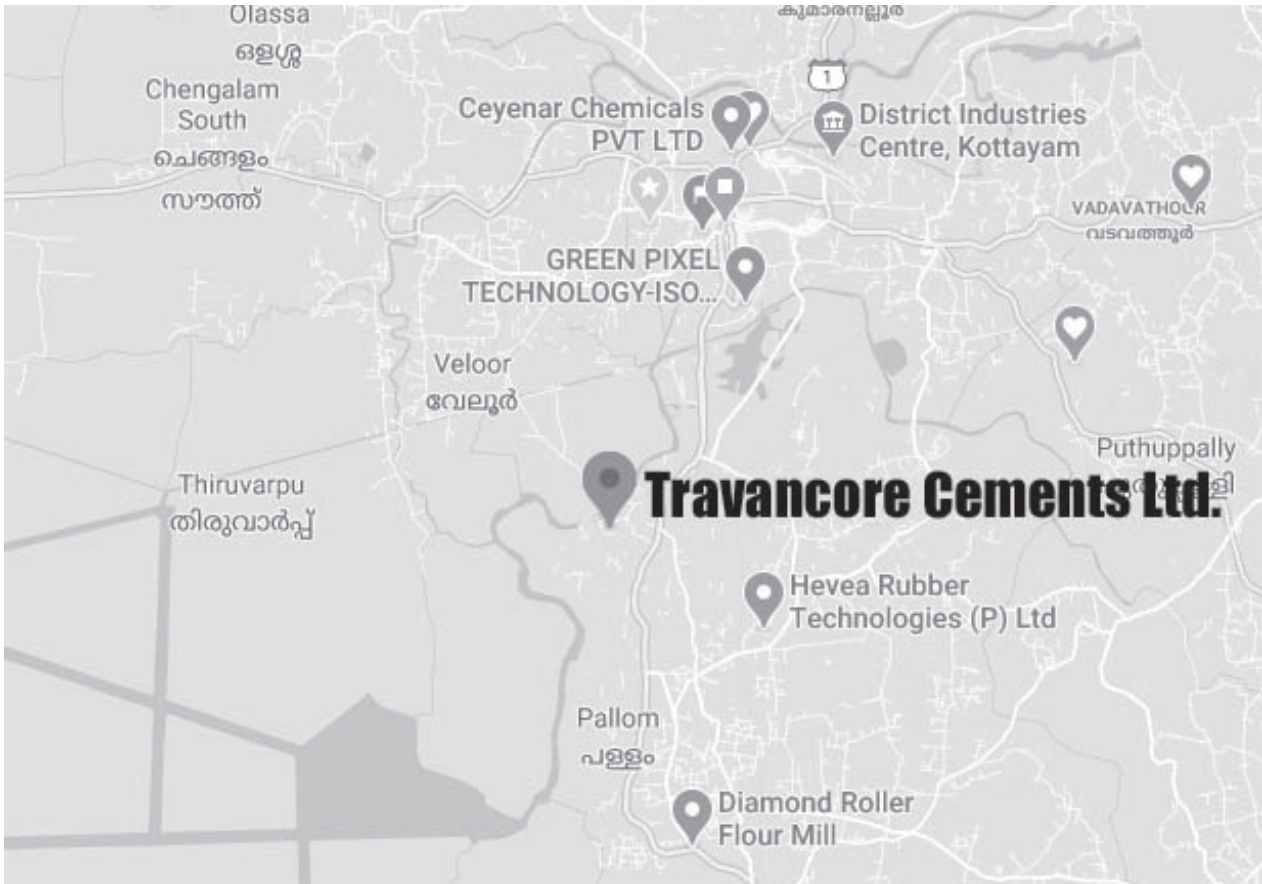 Olassa
ഒളശ്ശ
കുമാരനല്ലൂർ
Chengalam
South
ചെങ്ങളം
സൗത്ത്
1
Ceyenar Chemicals
PVT LTD
District Industries
Centre, Kottayam
VADAVATHOOR
വടവത്തൂർ
GREEN PIXEL
TECHNOLOGY-ISO...
Veloor
വേലൂർ
Puthuppally
Thiruvarpu
തിരുവാർപ്പ്
Travancore Cements Ltd.
Hevea Rubber
Technologies (P) Ltd
Pallom
പള്ളം
Diamond Roller
Flour Mill